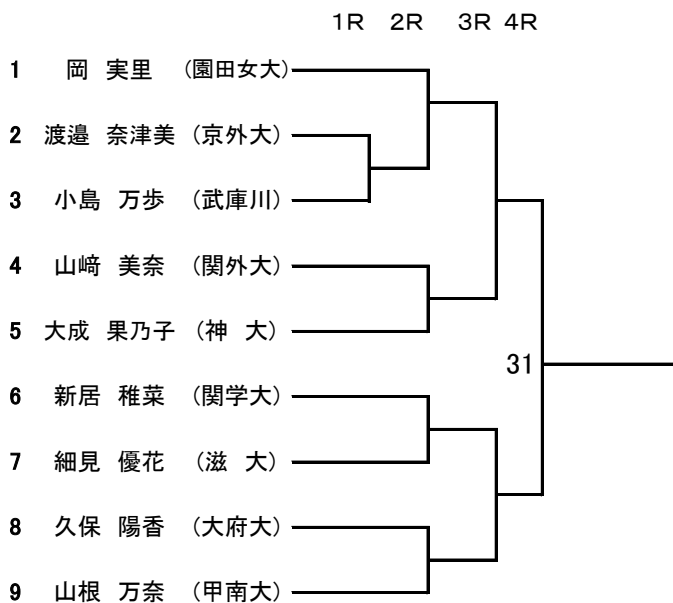 1R 2R 3R 4R
1 岡 実里 (園田女大)
2 渡邉 奈津美 (京外大)
3 小島 万歩 (武庫川)
4 山﨑 美奈 (関外大)
5 大成 果乃子 (神 大)
31
6 新居 稚菜 (関学大)
7 細見 優花 (滋 大)
8 久保 陽香 (大府大)
9 山根 万奈 (甲南大)